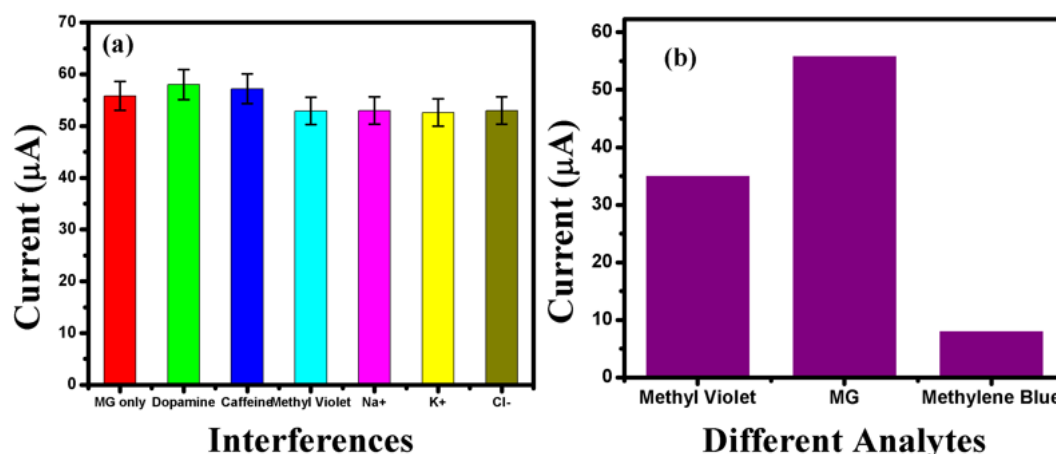 (a)
Current (µA)
70
60
50
40
30
20
10
0
MG only Dopamine Caffeine Methyl Violet Na+ K+ Cl-
Interferences
(b)
Current (µA)
60
50
40
30
20
10
0
Methyl Violet MG Methylene Blue
Different Analytes